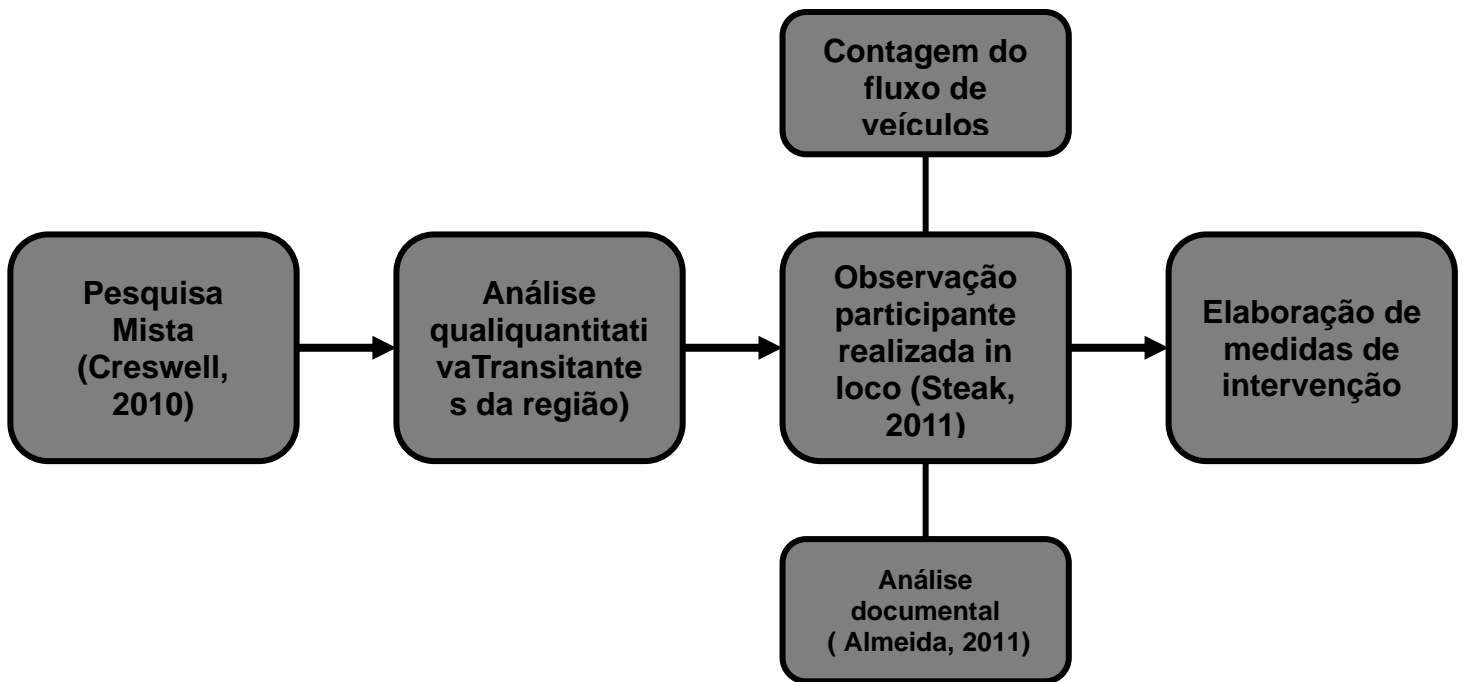 Contagem do
fluxo de
veículos
Pesquisa
Mista
(Creswell,
2010)
Análise
qualiquantitati
vaTransitante
s da região)
Observação
participante
realizada in
loco (Steak,
2011)
Elaboração de
medidas de
intervenção
Análise
documental
( Almeida, 2011)